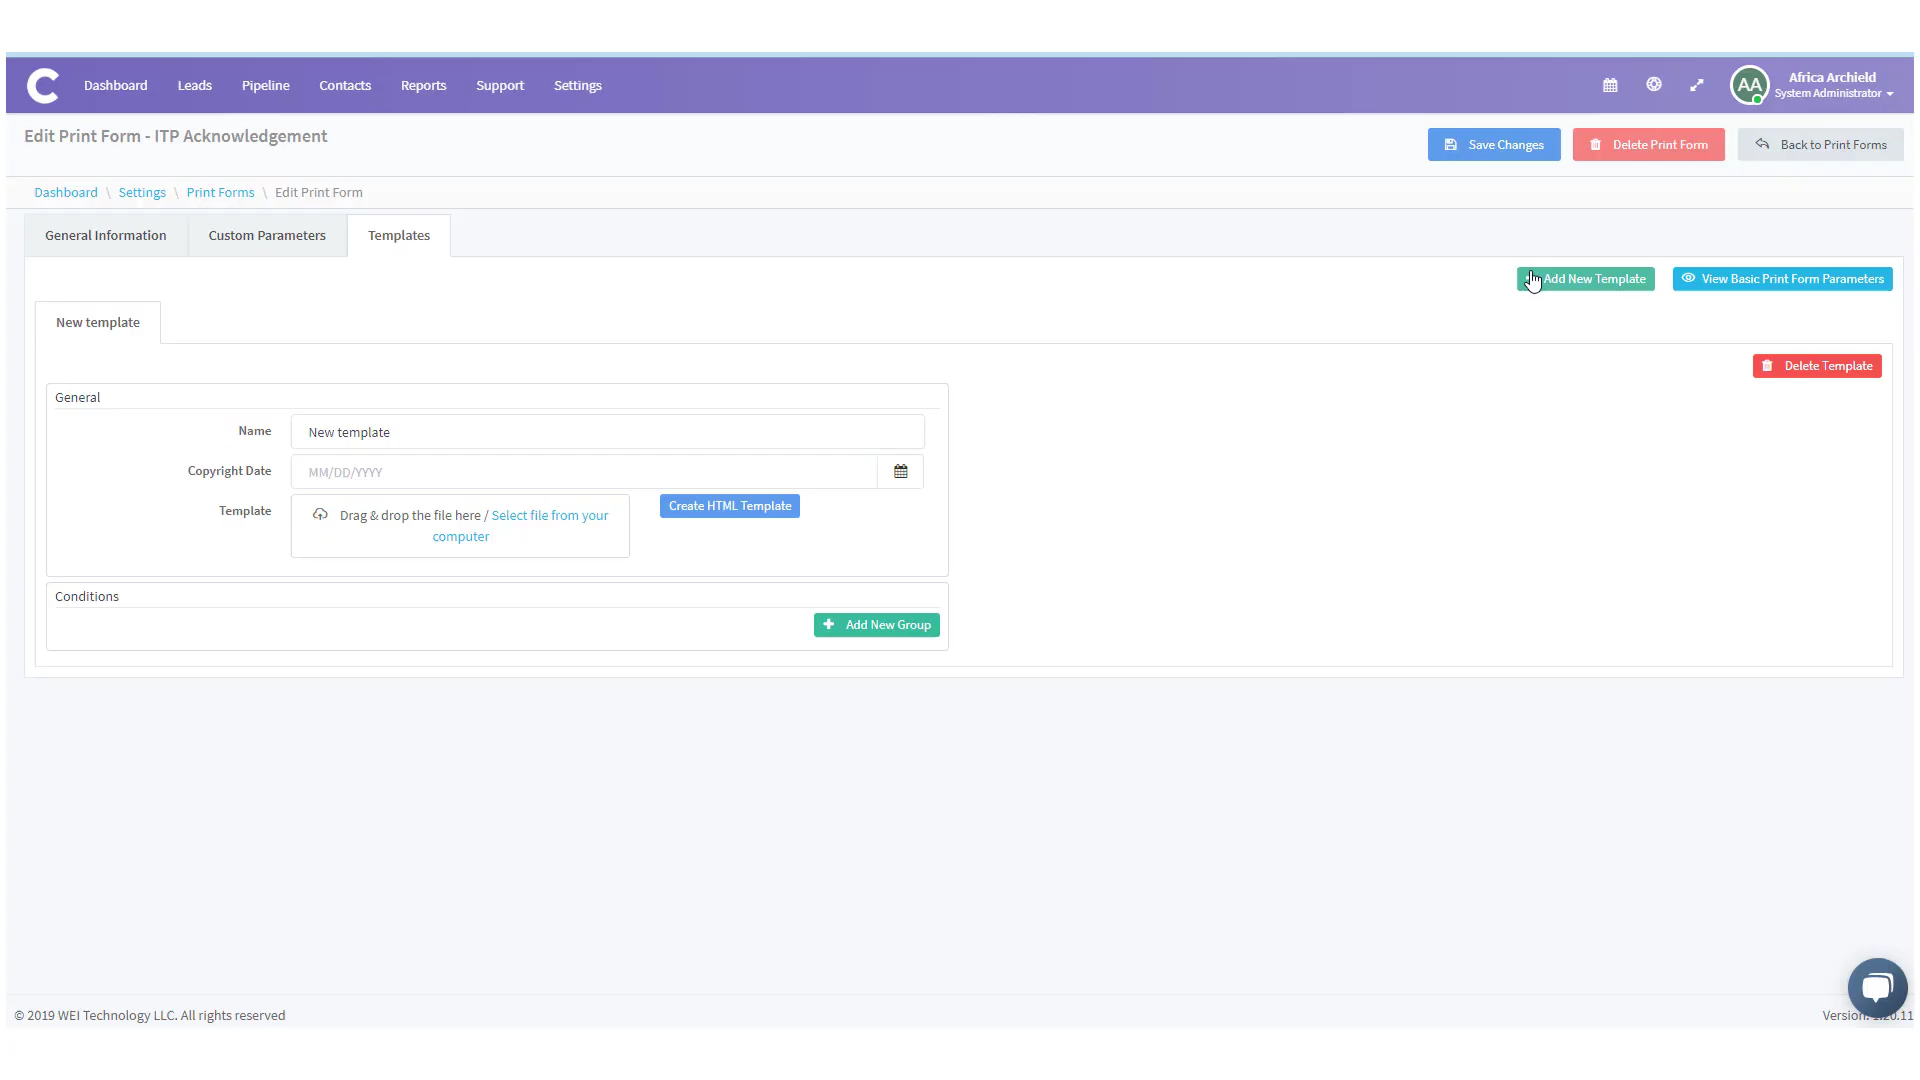 C Dashboard Leads Pipeline Contacts Reports Support Settings AA Africa Archield
System Administrator
Edit Print Form - ITP Acknowledgement
Save Changes Delete Print Form Back to Print Forms
Dashboard \ Settings \ Print Forms \ Edit Print Form
General Information Custom Parameters Templates
Add New Template View Basic Print Form Parameters
New template
Delete Template
General
Name New template
Copyright Date MM/DD/YYYY
Template Drag & drop the file here / Select file from your
computer
Create HTML Template
Conditions
Add New Group
© 2019 WEI Technology LLC. All rights reserved
Version: